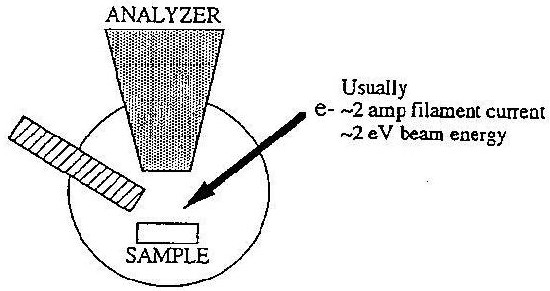 ANALYZER
Usually
e- ~2 amp filament current
~2 eV beam energy
SAMPLE